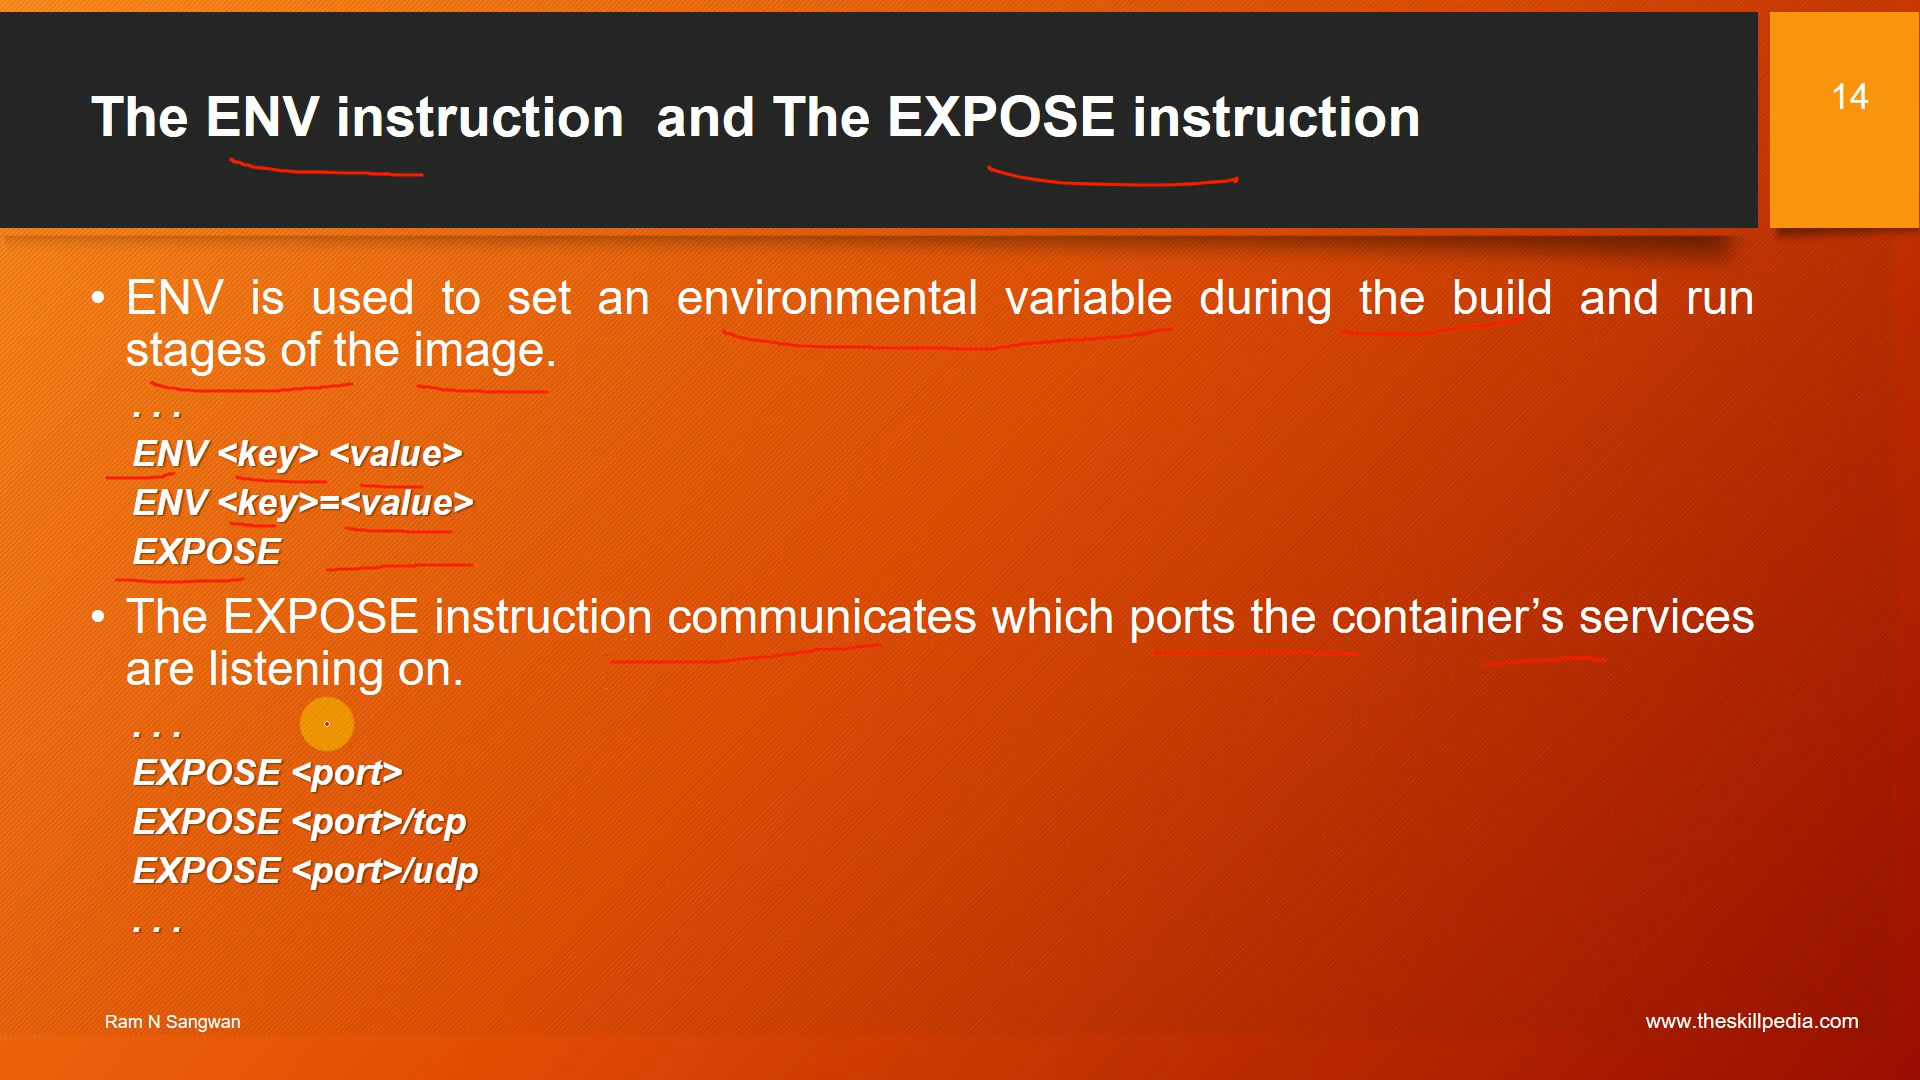 The ENV instruction  and The EXPOSE instruction
14
• ENV is used to set an environmental variable during the build and run
stages of the image.
. . .
ENV <key> <value>
ENV <key>=<value>
EXPOSE
• The EXPOSE instruction communicates which ports the container’s services
are listening on.
. . .
EXPOSE <port>
EXPOSE <port>/tcp
EXPOSE <port>/udp
. . .
Ram N Sangwan
www.theskillpedia.com